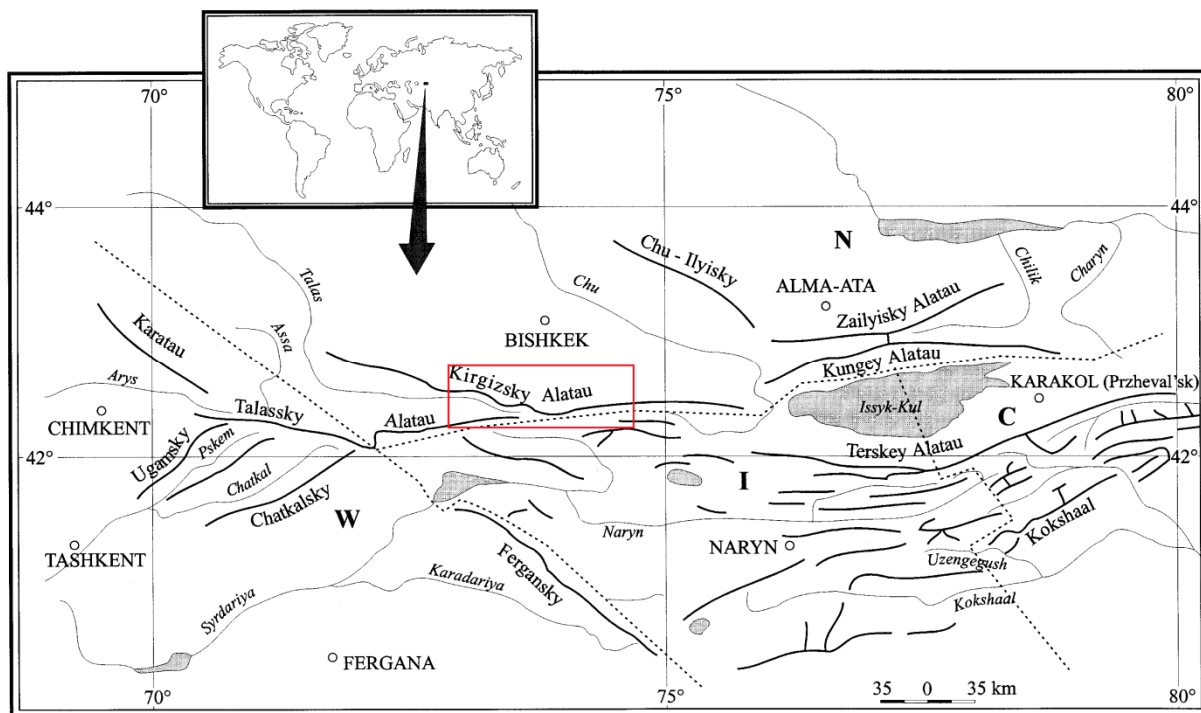 70°
75°
80°
44°
44°
N
Chu - Ilyisky
Chilik
Charyn
Talas
Chu
ALMA-ATA
Zailyisky Alatau
Karatau
Assa
BISHKEK
Kungey Alatau
Kirgizsky Alatau
KARAKOL (Przheval'sk)
Arys
Issyk-Kul
C
CHIMKENT
Talassky Alatau
Ugamsky
Pskem
Terskey Alatau
42°
42°
Chatkal
I
Chatkalsky
W
Kokshaal
Naryn
NARYN
TASHKENT
Fergansky
Uzengegush
Karadariya
Syrdariya
Kokshaal
FERGANA
35 0 35 km
70°
75°
80°